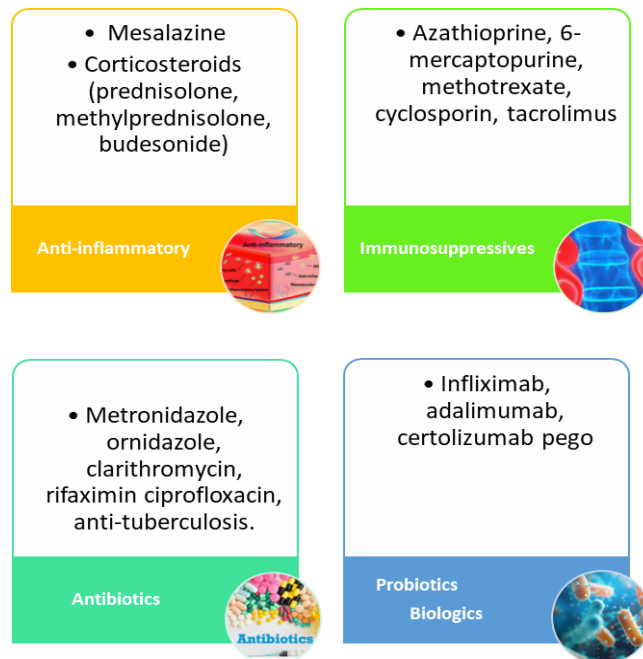 • Mesalazine
• Corticosteroids
(prednisolone,
methylprednisolone,
budesonide)
Anti-inflammatory
Anti-inflammatory
• Azathioprine, 6-
mercaptopurine,
methotrexate,
cyclosporin, tacrolimus
Immunosuppressives
• Metronidazole,
ornidazole,
clarithromycin,
rifaximin ciprofloxacin,
anti-tuberculosis.
Antibiotics
Antibiotics
• Infliximab,
adalimumab,
certolizumab pego
Probiotics
Biologics